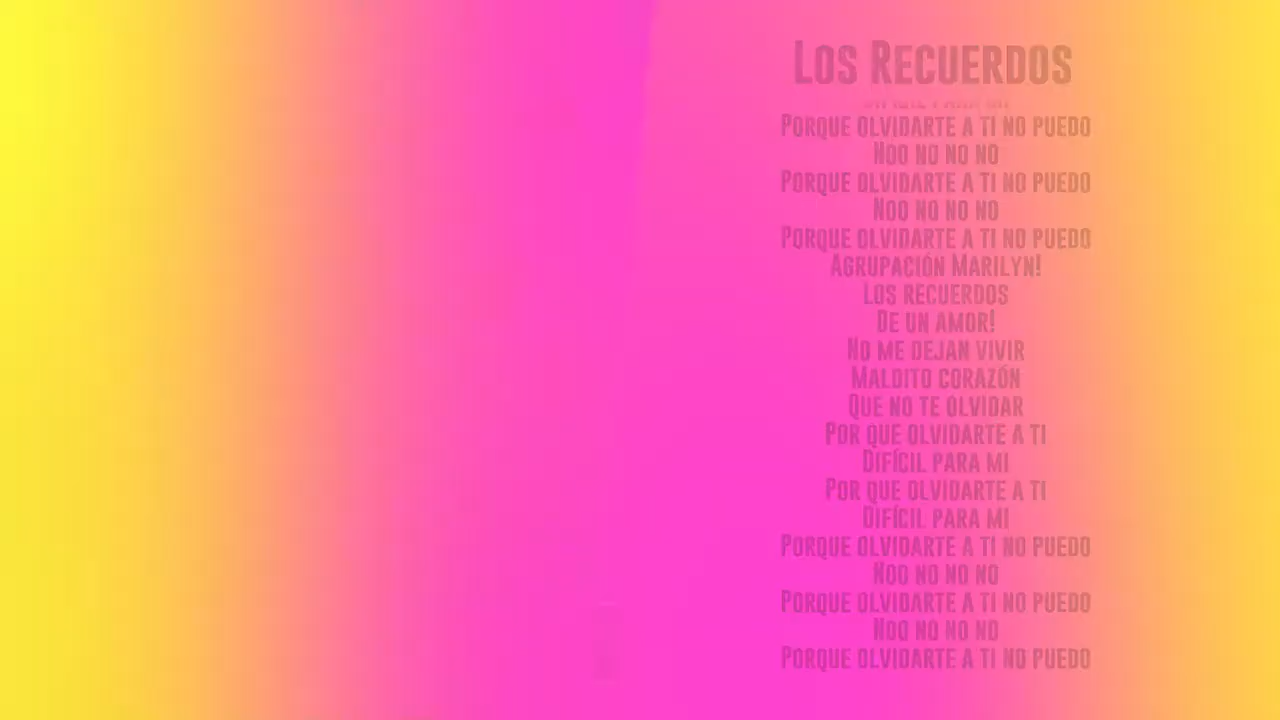 Los Recuerdos
Difícil para mi
Porque olvidarte a ti no puedo
Noo no no no
Porque olvidarte a ti no puedo
Noo no no no
Porque olvidarte a ti no puedo
Agrupación Marilyn!
Los recuerdos
De un amor!
No me dejan vivir
Maldito corazón
Que no te olvidar
Por que olvidarte a ti
Difícil para mi
Por que olvidarte a ti
Difícil para mi
Porque olvidarte a ti no puedo
Noo no no no
Porque olvidarte a ti no puedo
Noo no no no
Porque olvidarte a ti no puedo